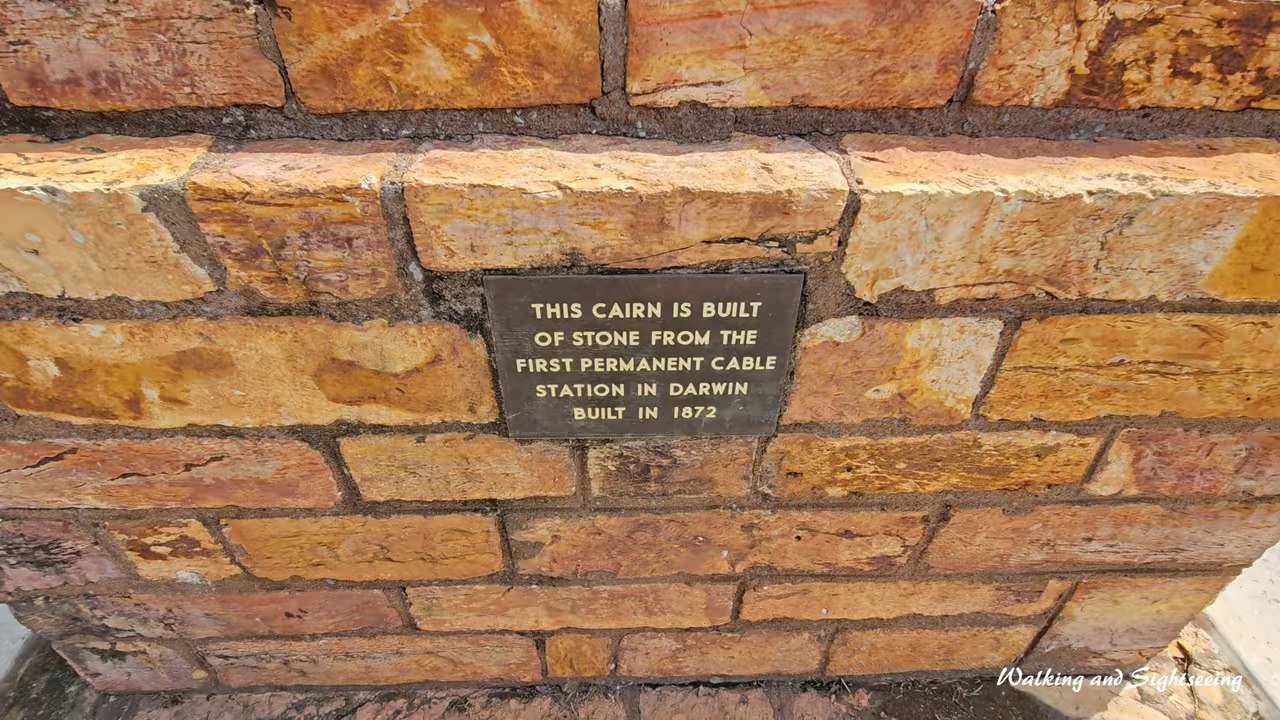 THIS CAIRN IS BUILT
OF STONE FROM THE
FIRST PERMANENT CABLE
STATION IN DARWIN
BUILT IN 1872
Walking and Sightseeing